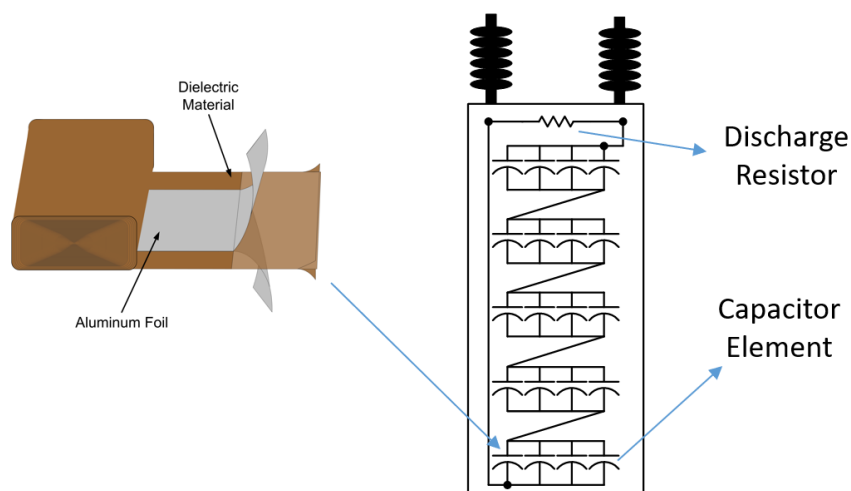 Dielectric
Material
Aluminum Foil
Discharge
Resistor
Capacitor
Element